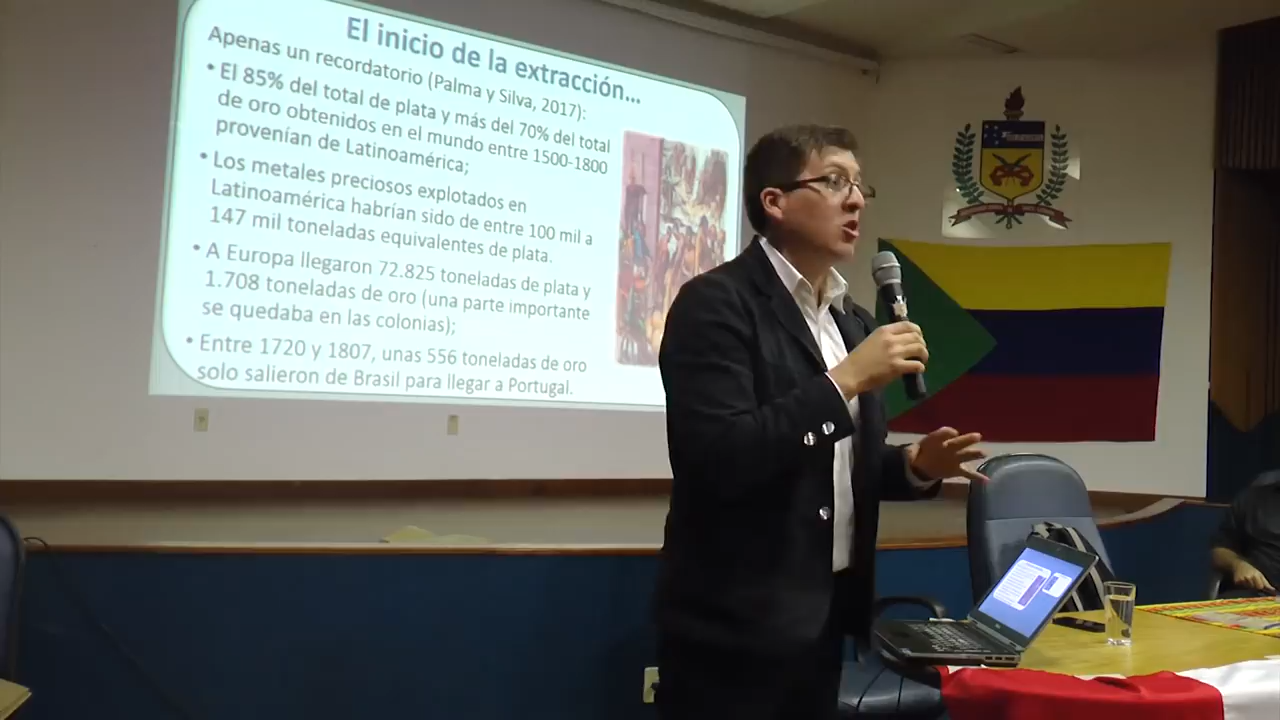 El inicio de la extracción...
Apenas un recordatorio (Palma y Silva, 2017):
• El 85% del total de plata y más del 70% del total
de oro obtenidos en el mundo entre 1500-1800
provenían de Latinoamérica;
• Los metales preciosos explotados en
Latinoamérica habrían sido de entre 100 mil a
147 mil toneladas equivalentes de plata.
• A Europa llegaron 72.825 toneladas de plata y
1.708 toneladas de oro (una parte importante
se quedaba en las colonias);
• Entre 1720 y 1807, unas 556 toneladas de oro
solo salieron de Brasil para llegar a Portugal.